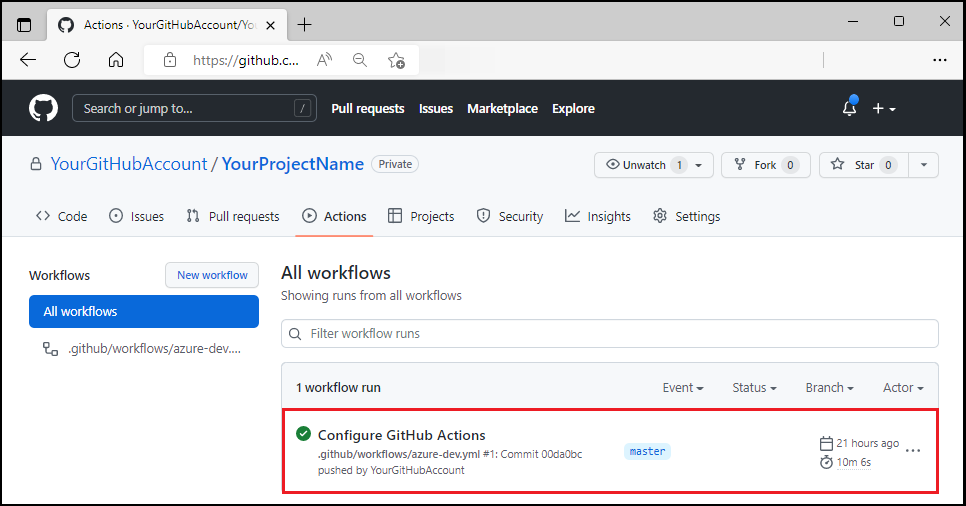 Actions · YourGitHubAccount/You
https://github.c...
Search or jump to... /
Pull requests Issues Marketplace Explore
YourGitHubAccount / YourProjectName Private
Unwatch 1 Fork 0 Star 0
Code Issues Pull requests Actions Projects Security Insights Settings
Workflows
New workflow
All workflows
.github/workflows/azure-dev....
All workflows
Showing runs from all workflows
Filter workflow runs
1 workflow run Event Status Branch Actor
Configure GitHub Actions
.github/workflows/azure-dev.yml #1: Commit 00da0bc
pushed by YourGitHubAccount
master
21 hours ago
10m 6s